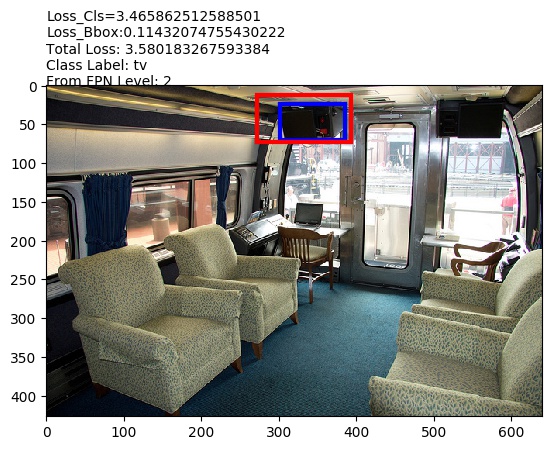 Loss_Cls=3.465862512588501
Loss_Bbox:0.11432074755430222
Total Loss: 3.580183267593384
Class Label: tv
From FPN Level: 2
0
50
100
150
200
250
300
350
400
0 100 200 300 400 500 600